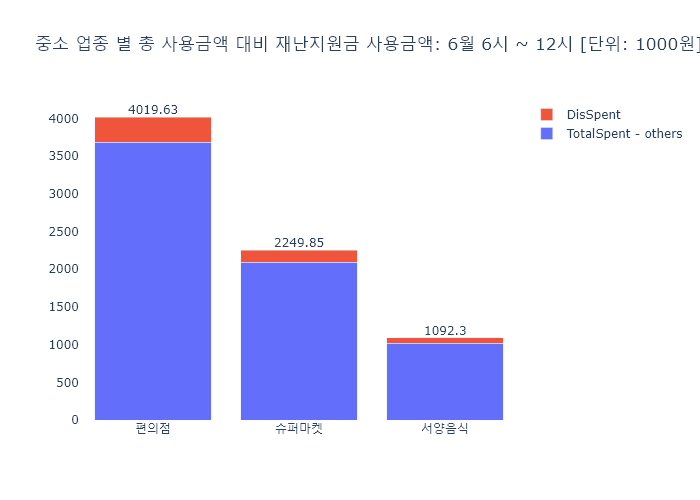 중소 업종 별 총 사용금액 대비 재난지원금 사용금액: 6월 6시 ~ 12시 [단위: 1000원]
DisSpent
TotalSpent - others
4000
3500
3000
2500
2000
1500
1000
500
0
4019.63
2249.85
1092.3
편의점
슈퍼마켓
서양음식